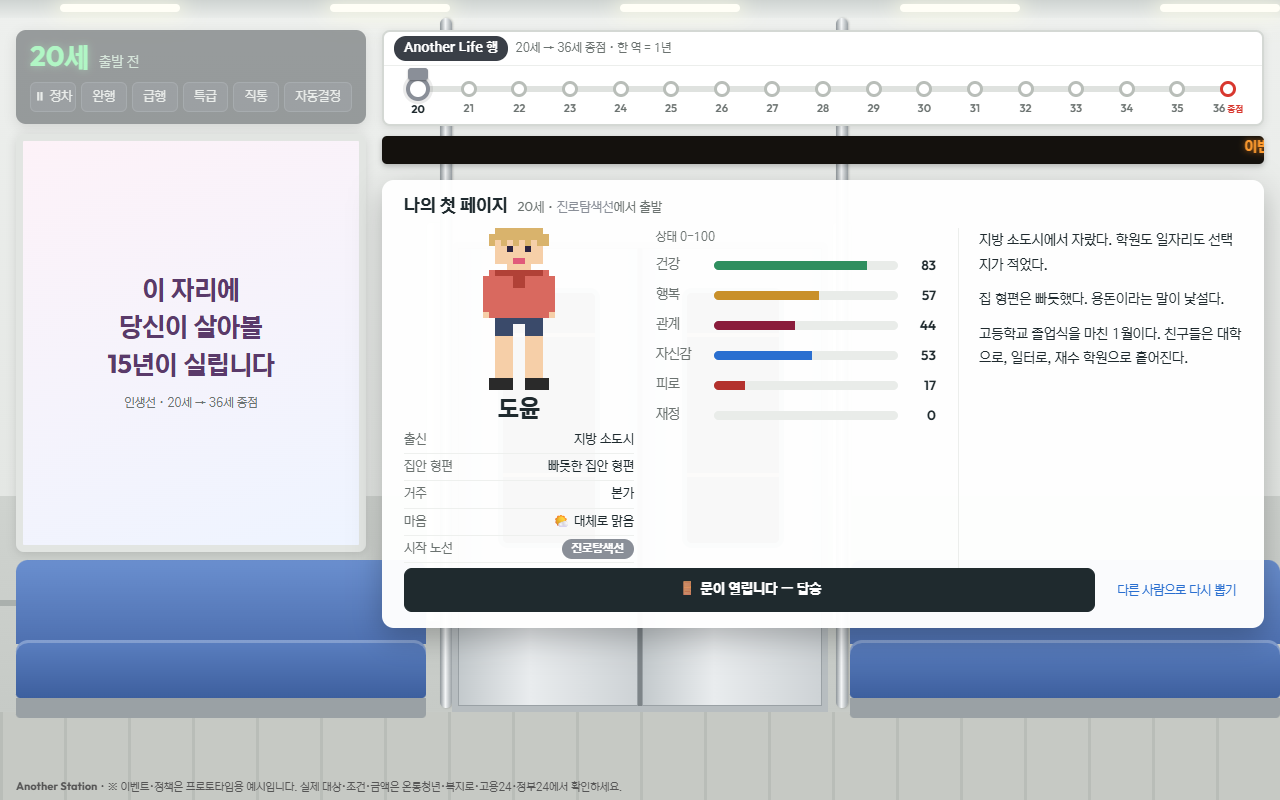 20세 출발 전
정차 완행 급행 특급 직통 자동결정
Another Life 행 20세 → 36세 종점 · 한 역 = 1년
20 21 22 23 24 25 26 27 28 29 30 31 32 33 34 35 36 종점
이 자리에
당신이 살아볼
15년이 실립니다
인생선 · 20세 → 36세 종점
나의 첫 페이지 20세 · 진로탐색선에서 출발
도윤
출신 지방 소도시
집안 형편 빠듯한 집안 형편
거주 본가
마음 대체로 맑음
시작 노선 진로탐색선
상태 0–100
건강 83
행복 57
관계 44
자신감 53
피로 17
재정 0
지방 소도시에서 자랐다. 학원도 일자리도 선택
지가 적었다.
집 형편은 빠듯했다. 용돈이라는 말이 낯설다.
고등학교 졸업식을 마친 1월이다. 친구들은 대학
으로, 일터로, 재수 학원으로 흩어진다.
문이 열립니다 — 탑승
다른 사람으로 다시 뽑기
Another Station · ※ 이벤트·정책은 프로토타입용 예시입니다. 실제 대상·조건·금액은 온통청년·복지로·고용24·정부24에서 확인하세요.